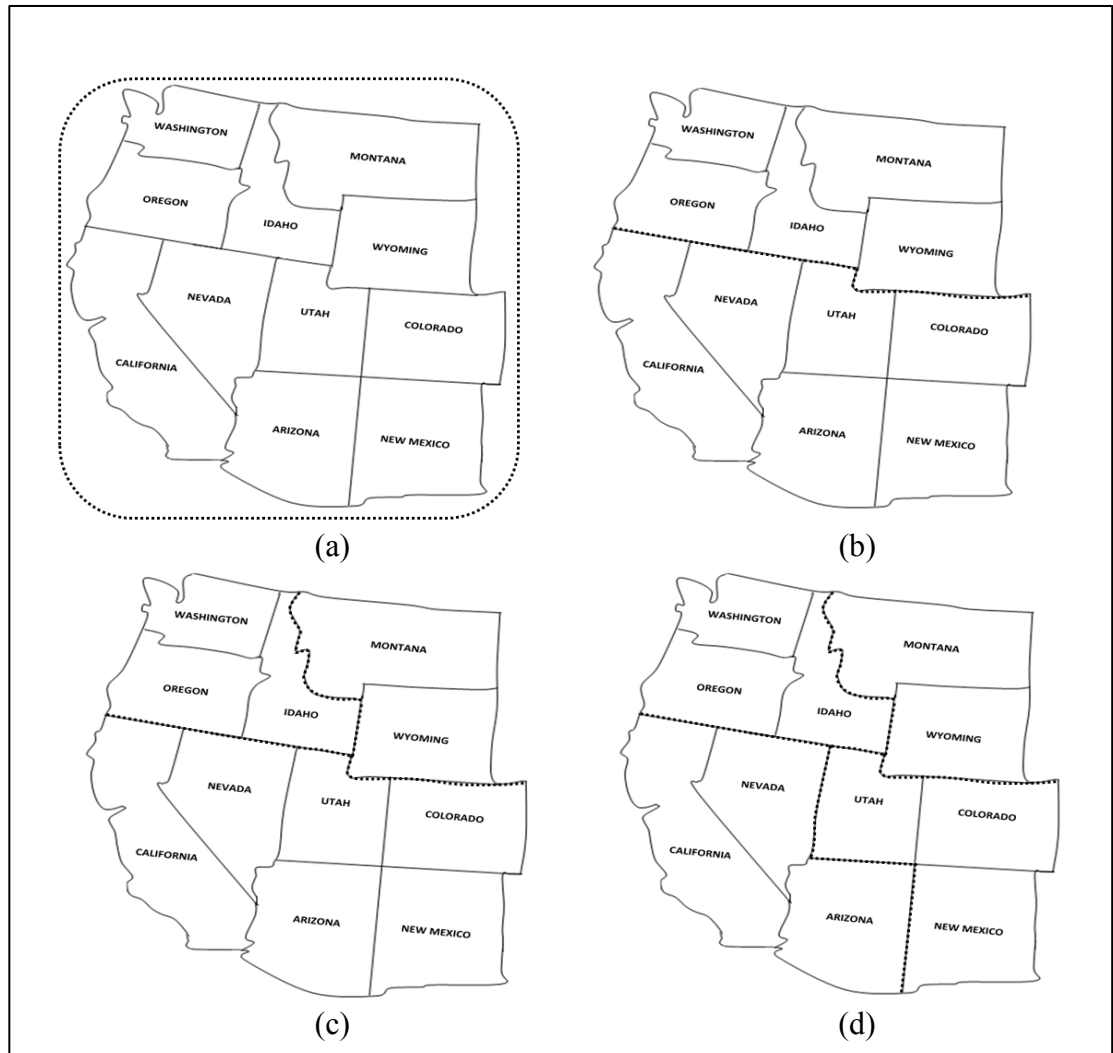 WASHINGTON
MONTANA
OREGON
IDAHO
WYOMING
NEVADA
UTAH
COLORADO
CALIFORNIA
ARIZONA
NEW MEXICO
(a)
WASHINGTON
MONTANA
OREGON
IDAHO
WYOMING
NEVADA
UTAH
COLORADO
CALIFORNIA
ARIZONA
NEW MEXICO
(b)
WASHINGTON
MONTANA
OREGON
IDAHO
WYOMING
NEVADA
UTAH
COLORADO
CALIFORNIA
ARIZONA
NEW MEXICO
(c)
WASHINGTON
MONTANA
OREGON
IDAHO
WYOMING
NEVADA
UTAH
COLORADO
CALIFORNIA
ARIZONA
NEW MEXICO
(d)